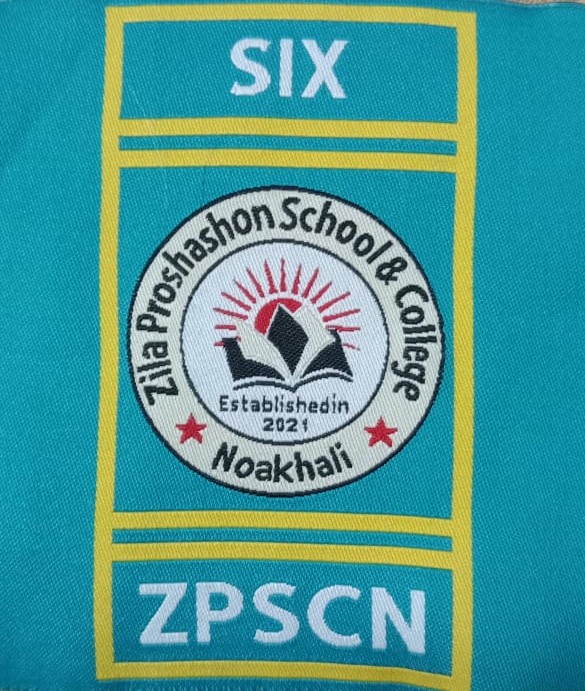 SIX
Zila Proshashon School & College
Establishedin
2021
Noakhali
ZPSCN